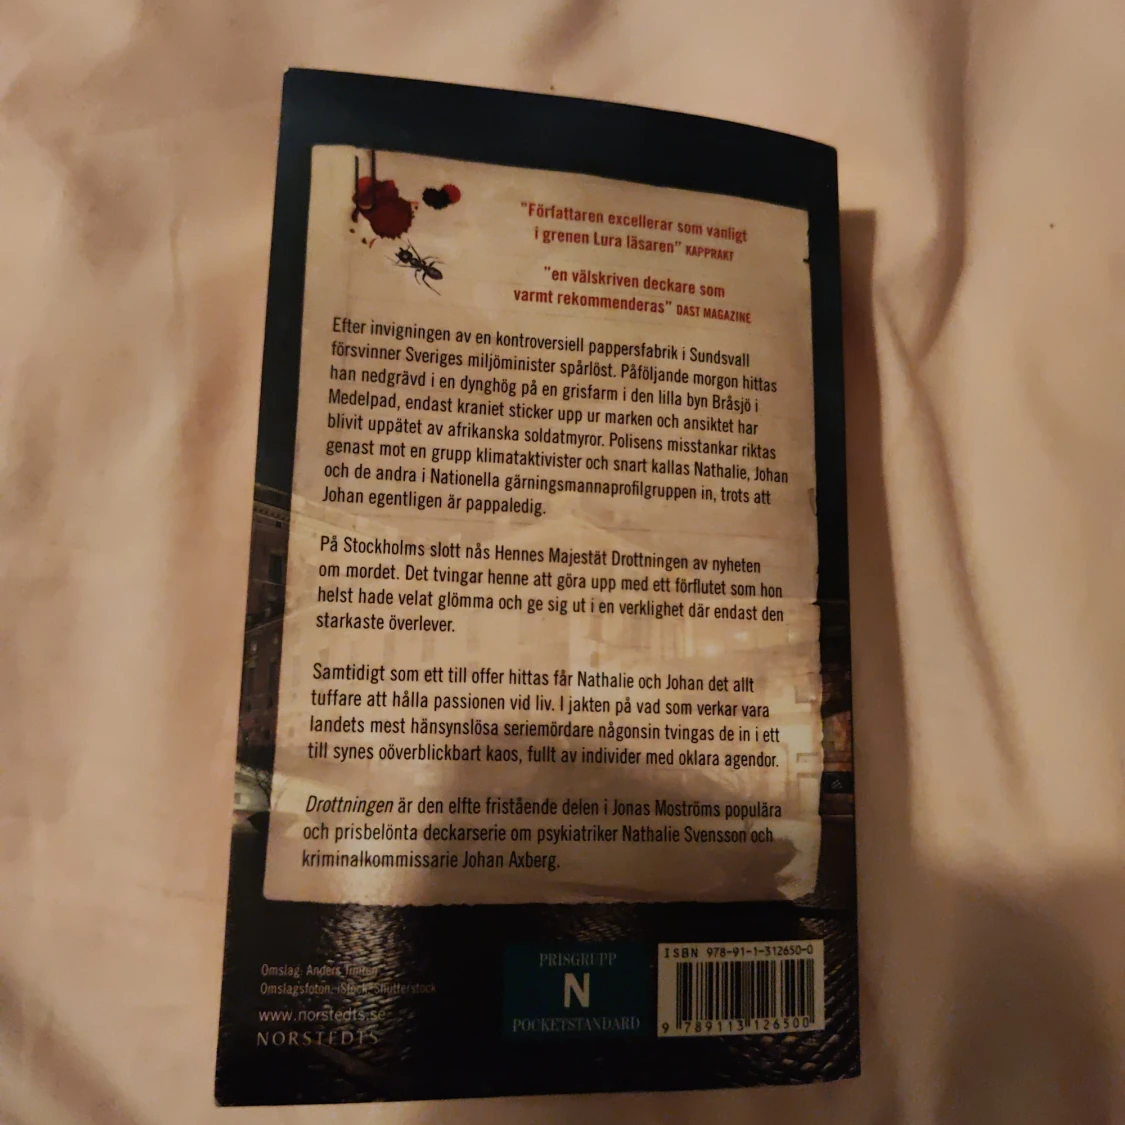 "Författaren excellerar som vanligt
i grenen Lura läsaren" KAPPRAKT
"en välskriven deckare som
varmt rekommenderas" DAST MAGAZINE
Efter invigningen av en kontroversiell pappersfabrik i Sundsvall
försvinner Sveriges miljöminister spårlöst. Påföljande morgon hittas
han nedgrävd i en dynghög på en grisfarm i den lilla byn Bråsjö i
Medelpad, endast kraniet sticker upp ur marken och ansiktet har
blivit uppätet av afrikanska soldatmyror. Polisens misstankar riktas
genast mot en grupp klimataktivister och snart kallas Nathalie, Johan
och de andra i Nationella gärningsmannaprofilgruppen in, trots att
Johan egentligen är pappaledig.
På Stockholms slott nås Hennes Majestät Drottningen av nyheten
om mordet. Det tvingar henne att göra upp med ett förflutet som hon
helst hade velat glömma och ge sig ut i en verklighet där endast den
starkaste överlever.
Samtidigt som ett till offer hittas får Nathalie och Johan det allt
tuffare att hålla passionen vid liv. I jakten på vad som verkar vara
landets mest hänsynslösa seriemördare någonsin tvingas de in i ett
till synes oöverblickbart kaos, fullt av individer med oklara agendor.
Drottningen är den elfte fristående delen i Jonas Moströms populära
och prisbelönta deckarserie om psykiatriker Nathalie Svensson och
kriminalkommissarie Johan Axberg.
Omslag: Anders Timrén
Omslagsfoton: iStock, Shutterstock
www.norstedts.se
NORSTEDTS
PRISGRUPP
N
POCKETSTANDARD
ISBN 978-91-1-312650-0
9 789113 126500